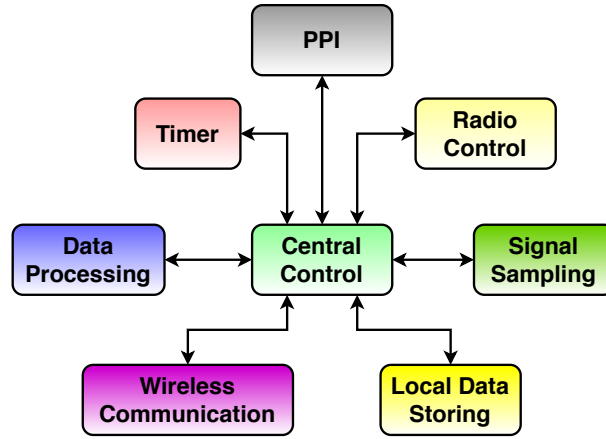 PPI
Timer
Radio
Control
Data
Processing
Central
Control
Signal
Sampling
Wireless
Communication
Local Data
Storing